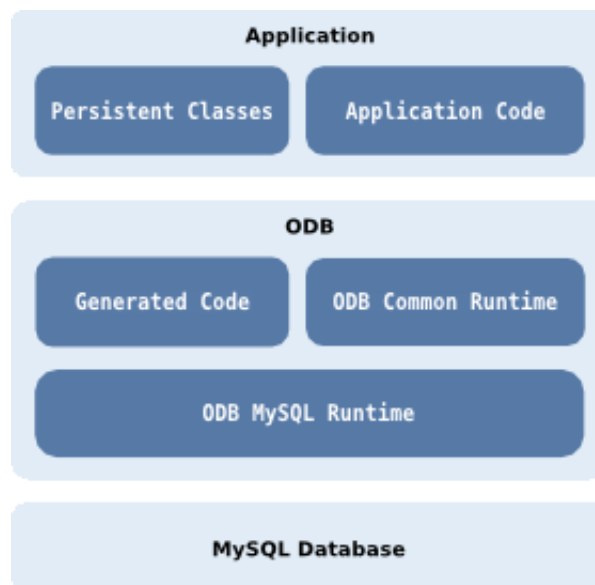 Application
Persistent Classes
Application Code
ODB
Generated Code
ODB Common Runtime
ODB MySQL Runtime
MySQL Database